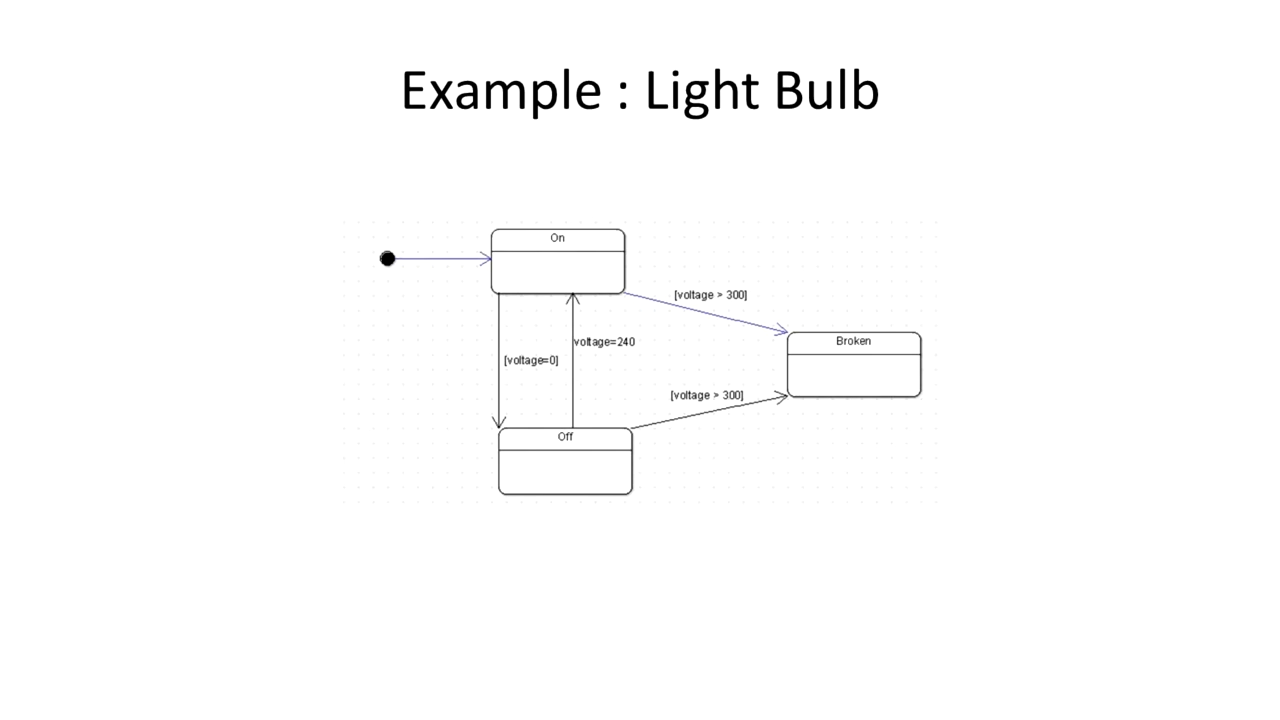 Example : Light Bulb
On
[voltage > 300]
voltage=240
Broken
[voltage=0]
[voltage > 300]
Off